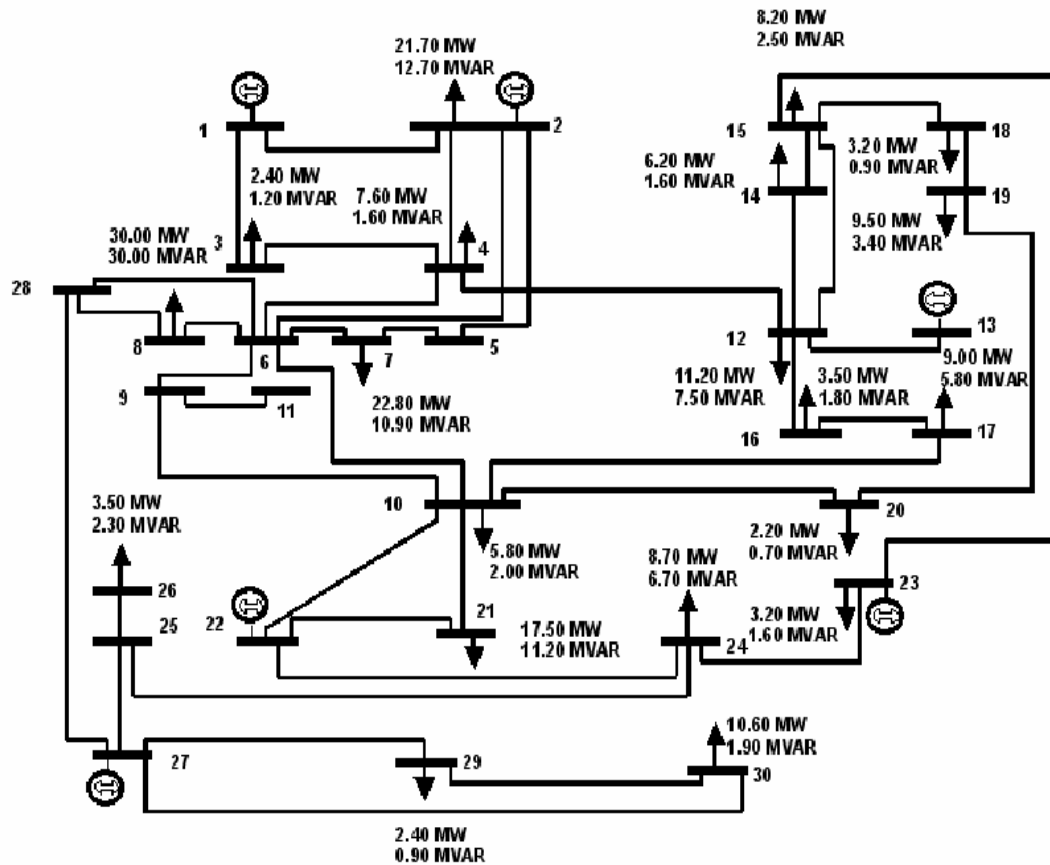 8.20 MW
2.50 MVAR
21.70 MW
12.70 MVAR
1
2
15
18
3.20 MW
0.90 MVAR
6.20 MW
1.60 MVAR
14
19
2.40 MW
1.20 MVAR
7.60 MW
1.60 MVAR
9.50 MW
3.40 MVAR
30.00 MW
30.00 MVAR
3
4
28
8
6
7
5
12
13
9.00 MW
5.80 MVAR
9
11
22.80 MW
10.90 MVAR
11.20 MW
7.50 MVAR
3.50 MW
1.80 MVAR
16
17
3.50 MW
2.30 MVAR
10
20
5.80 MW
2.00 MVAR
8.70 MW
6.70 MVAR
2.20 MW
0.70 MVAR
23
26
25
22
21
17.50 MW
11.20 MVAR
24
3.20 MW
1.60 MVAR
10.60 MW
1.90 MVAR
27
29
30
2.40 MW
0.90 MVAR